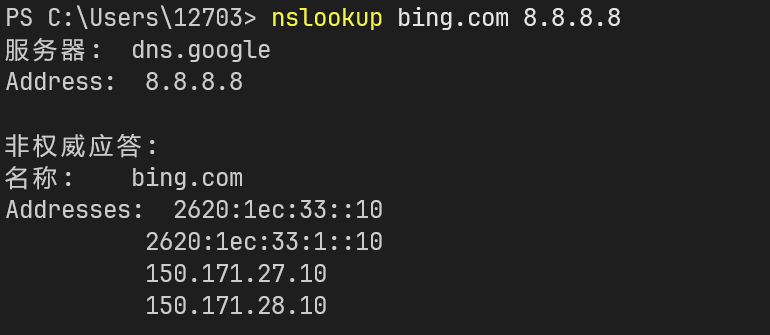 PS C:\Users\12703> nslookup bing.com 8.8.8.8
服务器:  dns.google
Address:  8.8.8.8

非权威应答:
名称:    bing.com
Addresses:  2620:1ec:33::10
          2620:1ec:33:1::10
          150.171.27.10
          150.171.28.10